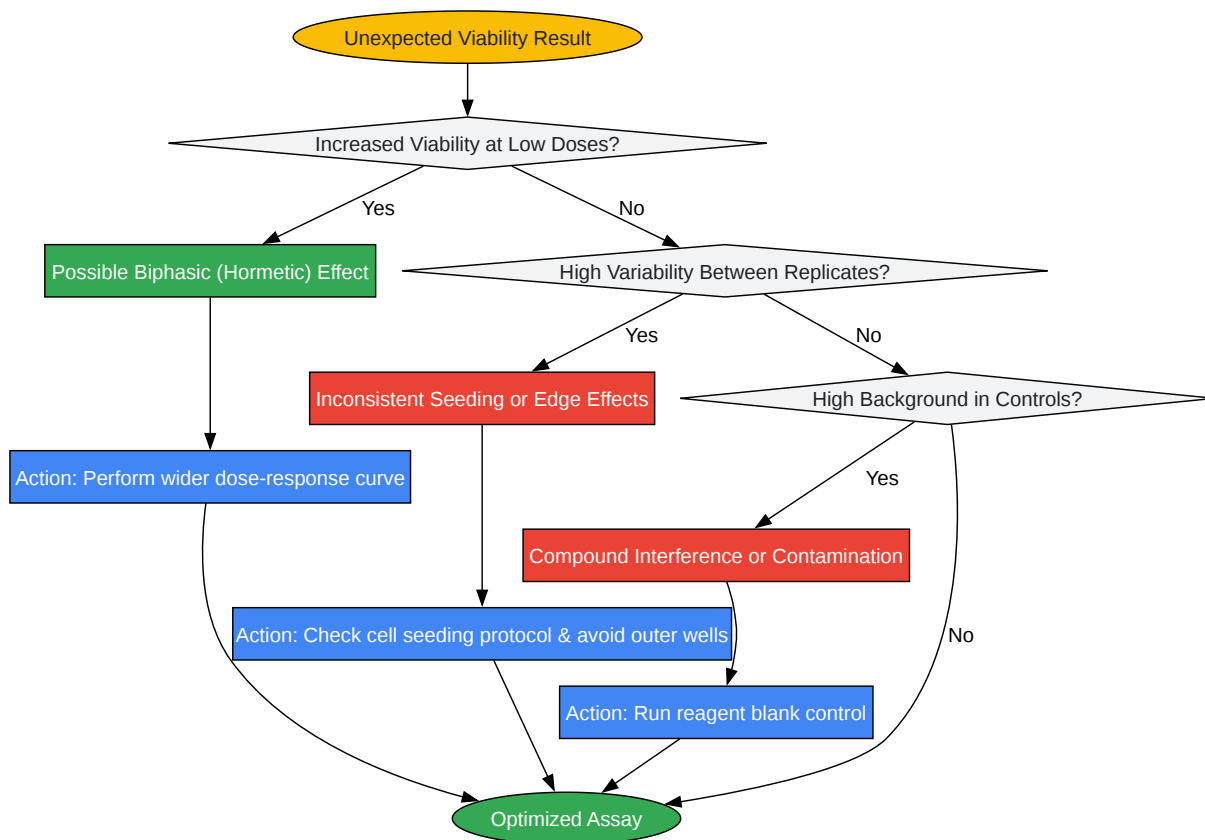 Unexpected Viability Result
Increased Viability at Low Doses?
Yes
No
Possible Biphasic (Hormetic) Effect
High Variability Between Replicates?
Yes
No
Inconsistent Seeding or Edge Effects
High Background in Controls?
Action: Perform wider dose-response curve
Yes
Compound Interference or Contamination
Action: Check cell seeding protocol & avoid outer wells
No
Action: Run reagent blank control
Optimized Assay